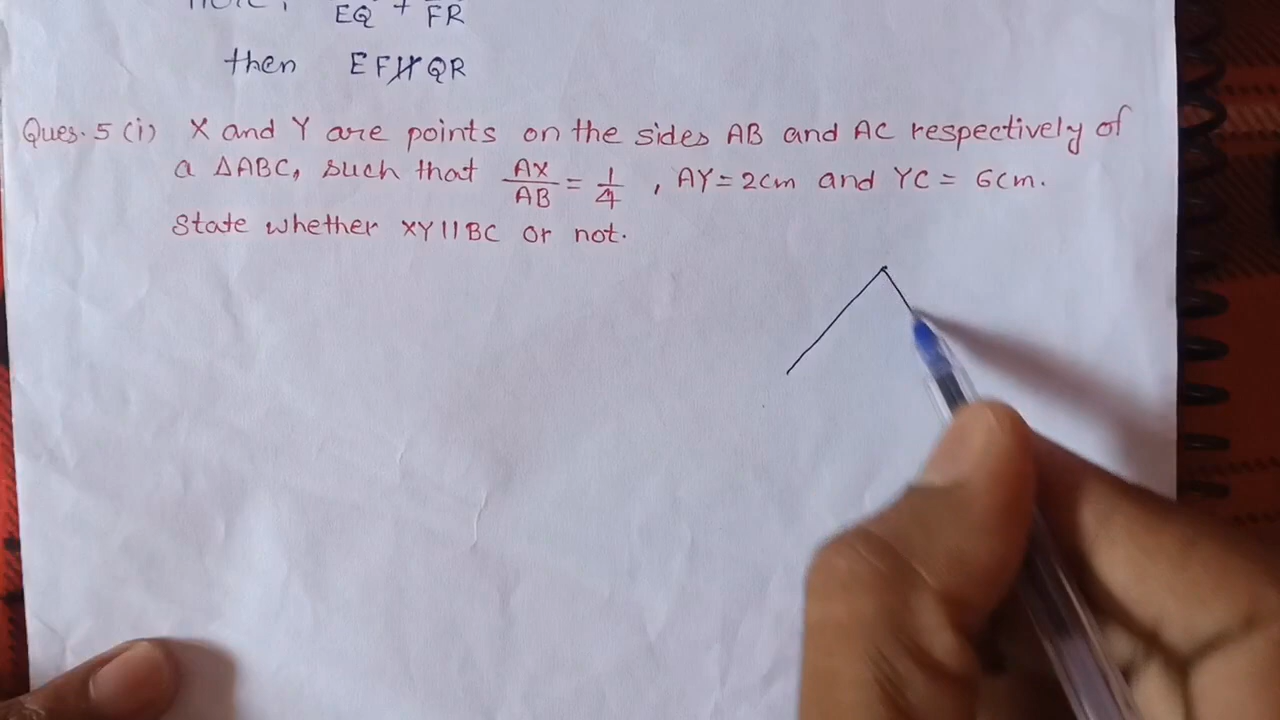 EQ + FR
then EF ∦ QR
Ques. 5 (i) X and Y are points on the sides AB and AC respectively of
a ΔABC, such that AX/AB = 1/4 , AY = 2cm and YC = 6cm.
State whether XY || BC or not.